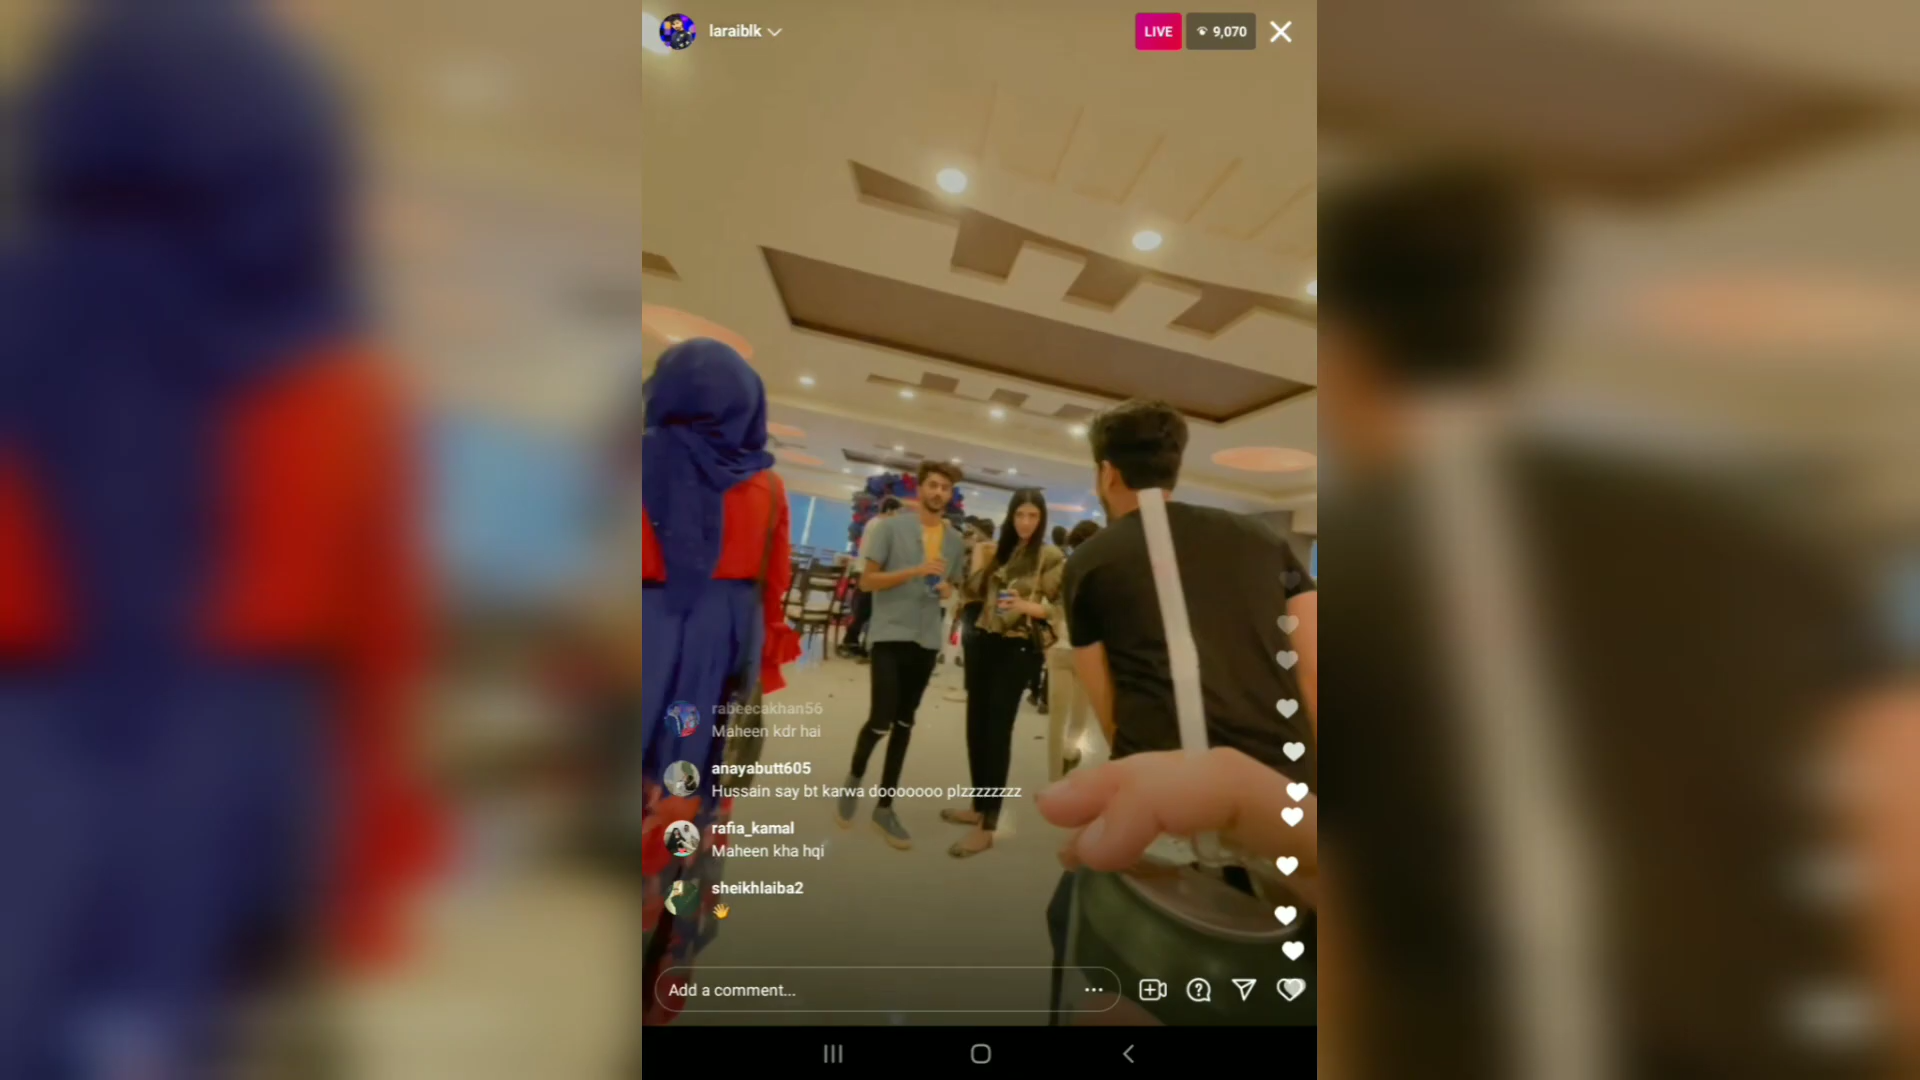 laraiblk
LIVE
9,070
rabeecakhan56
Maheen kdr hai
anayabutt605
Hussain say bt karwa dooooooo plzzzzzzzz
rafia_kamal
Maheen kha hqi
sheikhlaiba2
👋
Add a comment...